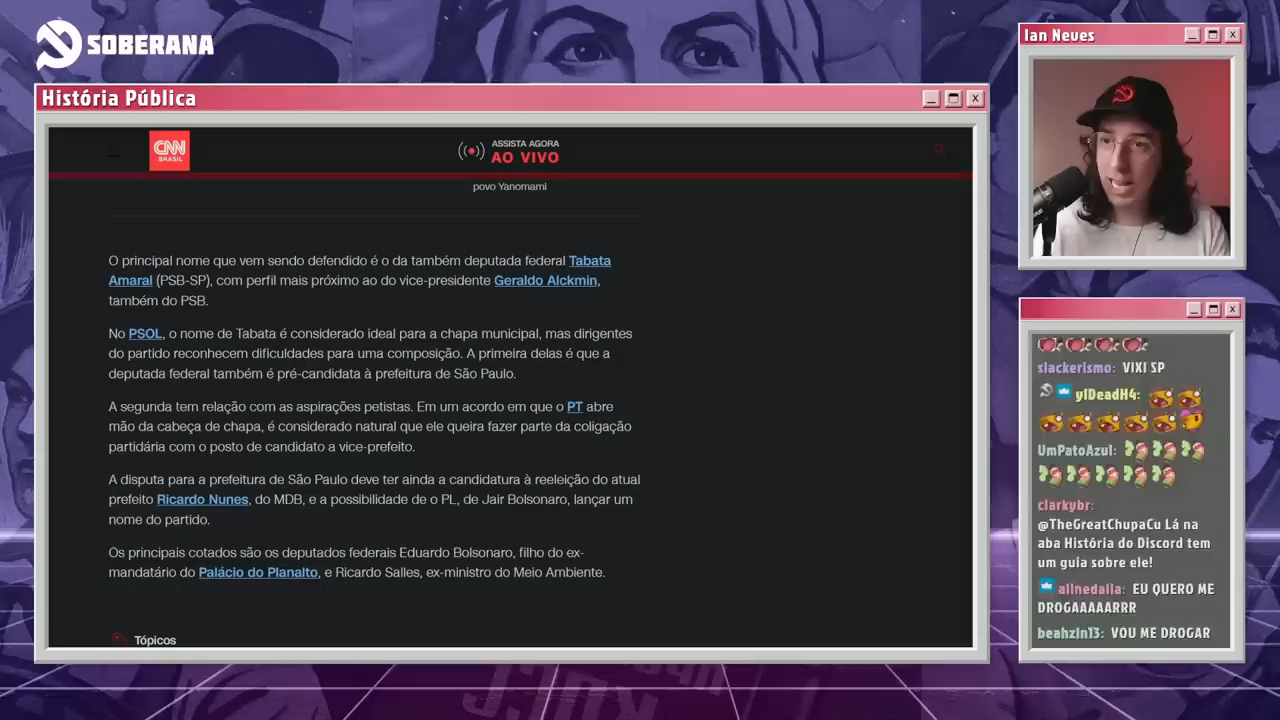 SOBERANA
História Pública
CNN
BRASIL
ASSISTA AGORA
AO VIVO
povo Yanomami
O principal nome que vem sendo defendido é o da também deputada federal Tabata
Amaral (PSB-SP), com perfil mais próximo ao do vice-presidente Geraldo Alckmin,
também do PSB.
No PSOL, o nome de Tabata é considerado ideal para a chapa municipal, mas dirigentes
do partido reconhecem dificuldades para uma composição. A primeira delas é que a
deputada federal também é pré-candidata à prefeitura de São Paulo.
A segunda tem relação com as aspirações petistas. Em um acordo em que o PT abre
mão da cabeça de chapa, é considerado natural que ele queira fazer parte da coligação
partidária com o posto de candidato a vice-prefeito.
A disputa para a prefeitura de São Paulo deve ter ainda a candidatura à reeleição do atual
prefeito Ricardo Nunes, do MDB, e a possibilidade de o PL, de Jair Bolsonaro, lançar um
nome do partido.
Os principais cotados são os deputados federais Eduardo Bolsonaro, filho do ex-
mandatário do Palácio do Planalto, e Ricardo Salles, ex-ministro do Meio Ambiente.
Tópicos
Ian Neves
slackerismo: VIXI SP
ylDeadH4:
UmPatoAzul:
clarkybr:
@TheGreatChupaCu Lá na
aba História do Discord tem
um guia sobre ele!
alinedalla: EU QUERO ME
DROGAAAAARRR
beahzin13: VOU ME DROGAR